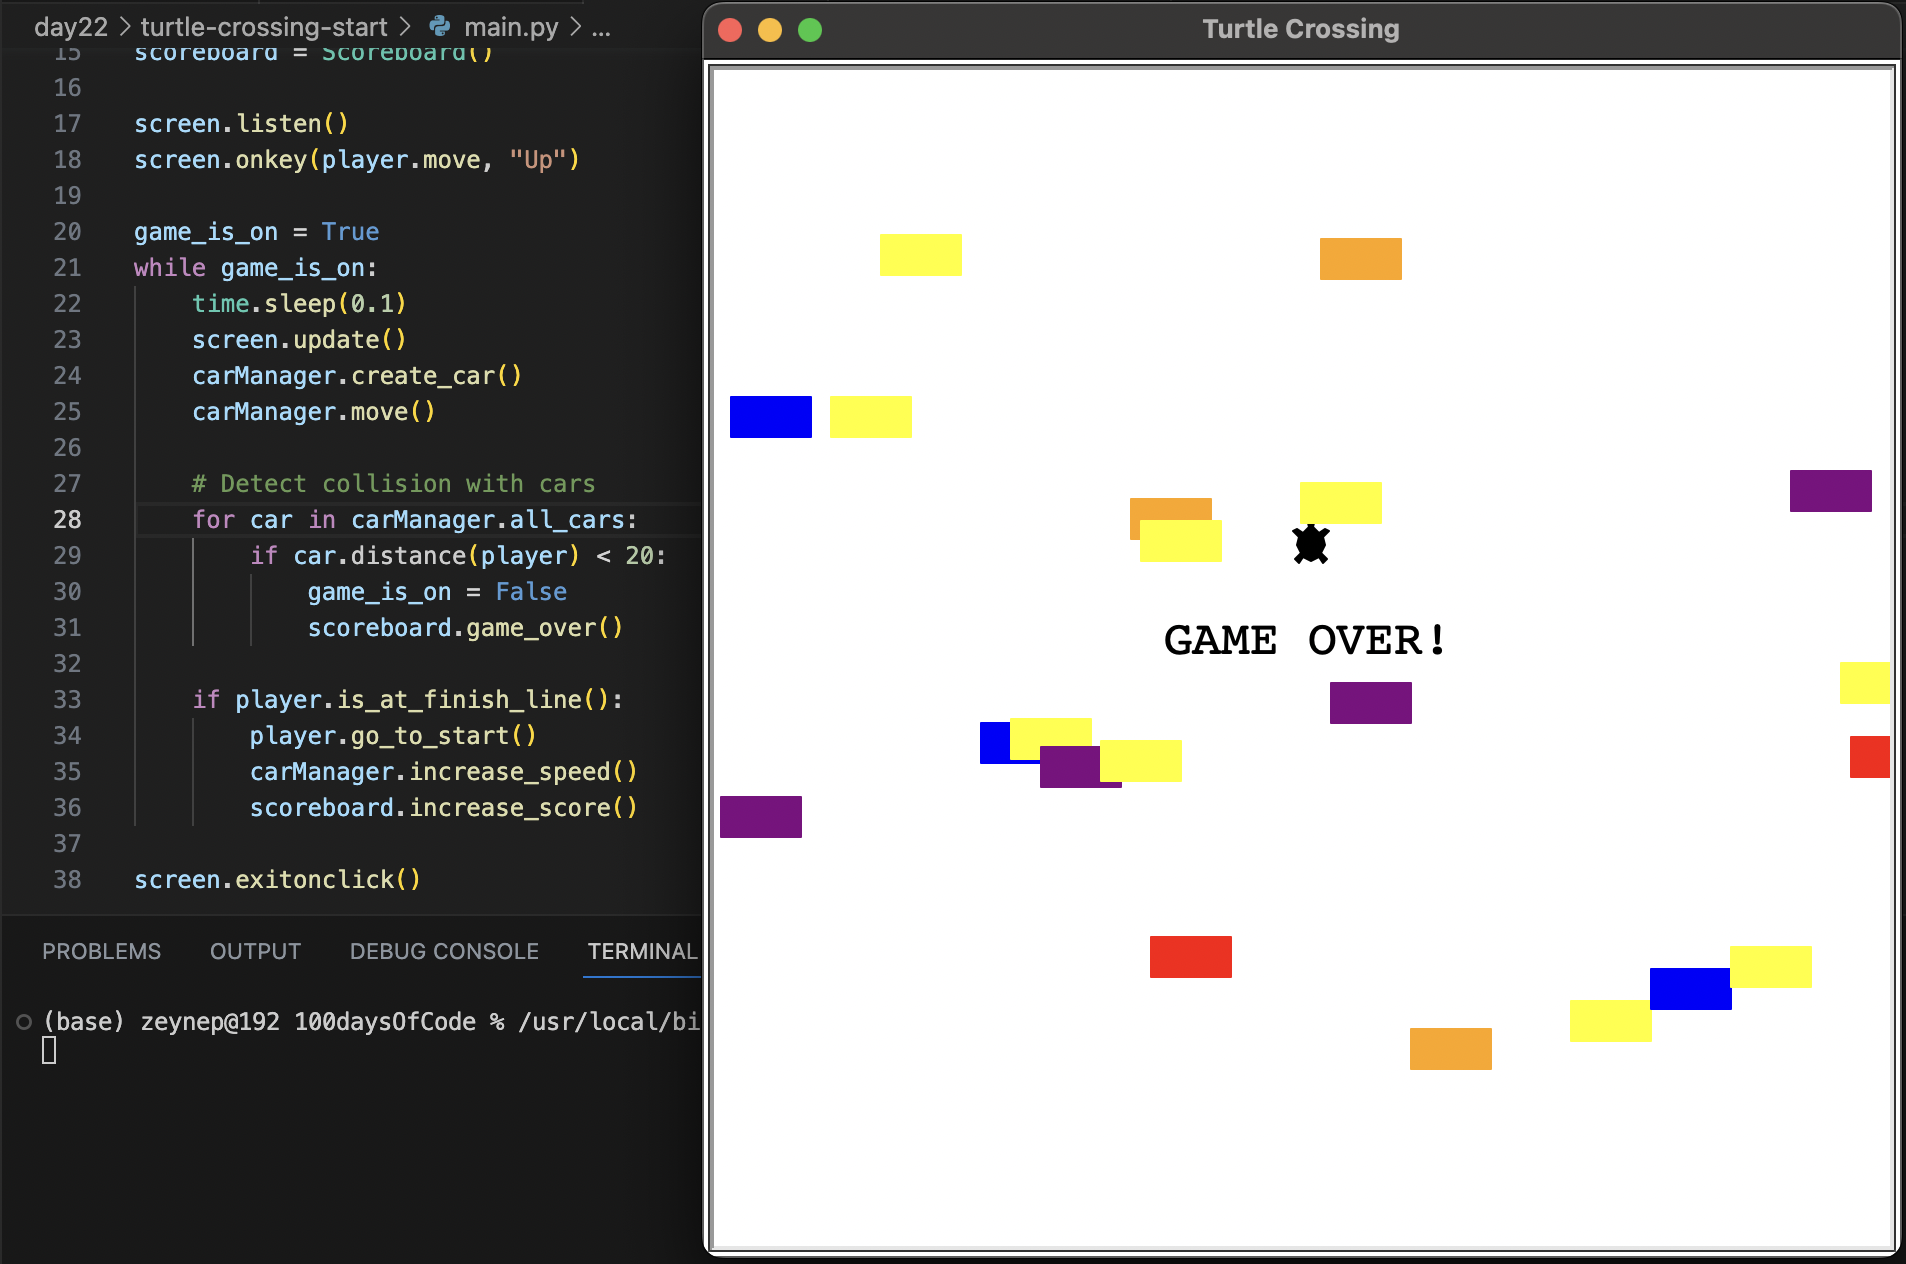 day22 > turtle-crossing-start > main.py > ...
15 scoreboard = Scoreboard()
16
17 screen.listen()
18 screen.onkey(player.move, "Up")
19
20 game_is_on = True
21 while game_is_on:
22 time.sleep(0.1)
23 screen.update()
24 carManager.create_car()
25 carManager.move()
26
27 # Detect collision with cars
28 for car in carManager.all_cars:
29 if car.distance(player) < 20:
30 game_is_on = False
31 scoreboard.game_over()
32
33 if player.is_at_finish_line():
34 player.go_to_start()
35 carManager.increase_speed()
36 scoreboard.increase_score()
37
38 screen.exitonclick()
PROBLEMS OUTPUT DEBUG CONSOLE TERMINAL
(base) zeynep@192 100daysOfCode % /usr/local/bi
Turtle Crossing
GAME OVER!